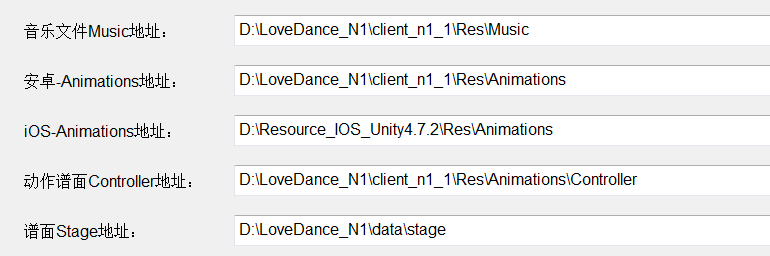 音乐文件Music地址： D:\LoveDance_N1\client_n1_1\Res\Music
安卓-Animations地址： D:\LoveDance_N1\client_n1_1\Res\Animations
iOS-Animations地址： D:\Resource_IOS_Unity4.7.2\Res\Animations
动作谱面Controller地址： D:\LoveDance_N1\client_n1_1\Res\Animations\Controller
谱面Stage地址： D:\LoveDance_N1\data\stage